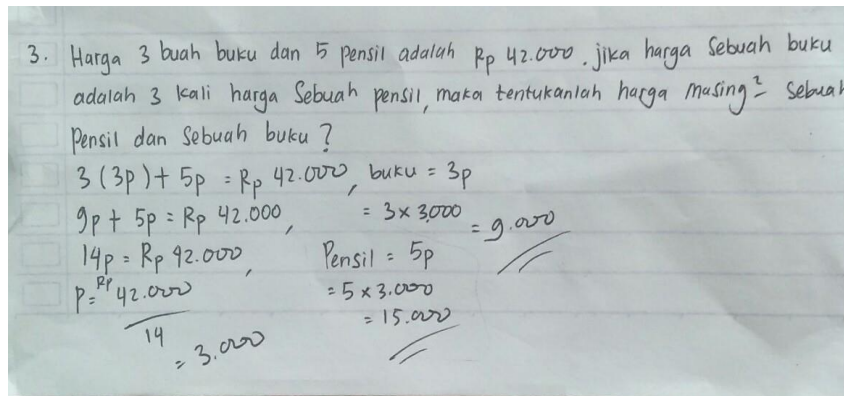 3. Harga 3 buah buku dan 5 pensil adalah Rp 42.000. jika harga Sebuah buku
adalah 3 kali harga Sebuah pensil, maka tentukanlah harga masing² Sebuah
Pensil dan Sebuah buku?
3(3p) + 5p = Rp 42.000, buku = 3p
9p + 5p = Rp 42.000, = 3 x 3.000 = 9.000
14p = Rp 42.000, Pensil = 5p
P = Rp 42.000 = 5 x 3.000
14 = 15.000
= 3.000